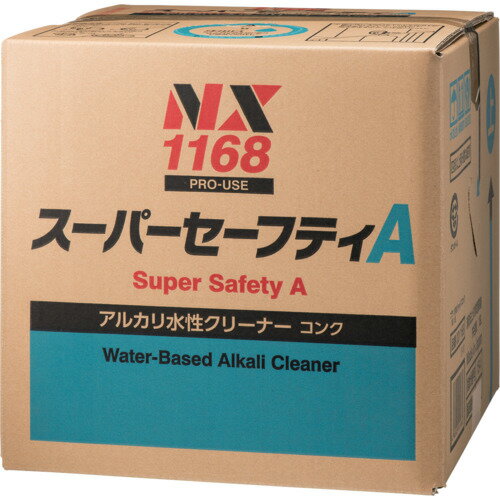 NX
1168
PRO-USE
スーパーセーフティA
Super Safety A
アルカリ水性クリーナー コンク
Water-Based Alkali Cleaner